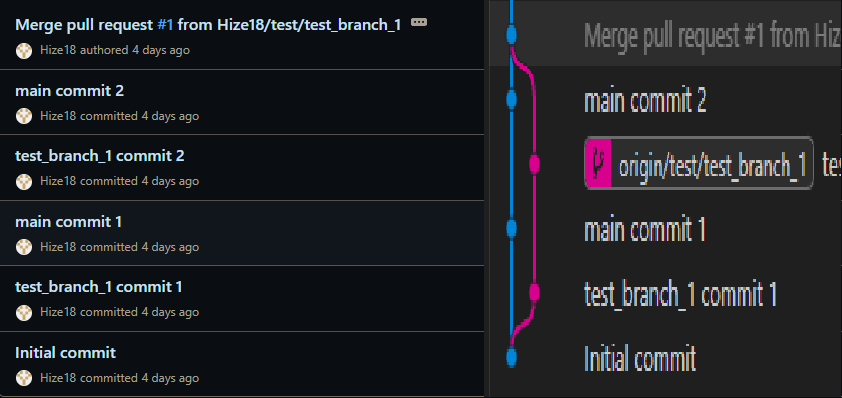 Merge pull request #1 from Hize18/test/test_branch_1
Hize18 authored 4 days ago
main commit 2
Hize18 committed 4 days ago
test_branch_1 commit 2
Hize18 committed 4 days ago
main commit 1
Hize18 committed 4 days ago
test_branch_1 commit 1
Hize18 committed 4 days ago
Initial commit
Hize18 committed 4 days ago
Merge pull request #1 from Hize
main commit 2
origin/test/test_branch_1 tes
main commit 1
test_branch_1 commit 1
Initial commit